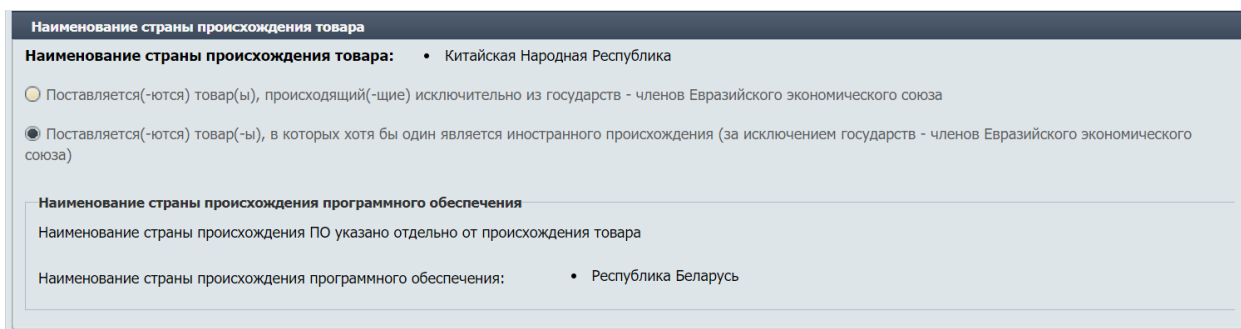 Наименование страны происхождения товара
Наименование страны происхождения товара: • Китайская Народная Республика
Поставляется(-ются) товар(ы), происходящий(-щие) исключительно из государств - членов Евразийского экономического союза
Поставляется(-ются) товар(-ы), в которых хотя бы один является иностранного происхождения (за исключением государств - членов Евразийского экономического
союза)
Наименование страны происхождения программного обеспечения
Наименование страны происхождения ПО указано отдельно от происхождения товара
Наименование страны происхождения программного обеспечения: • Республика Беларусь